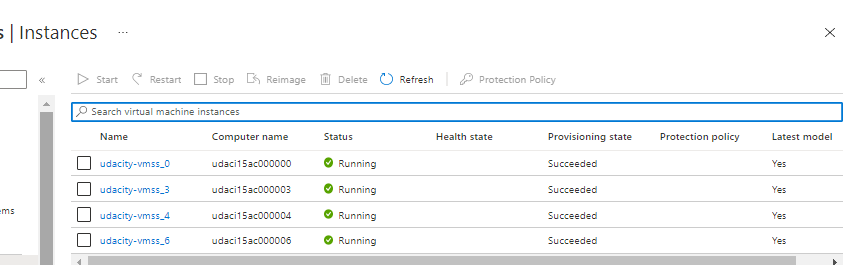 s | Instances ...
« Start Restart Stop Reimage Delete Refresh Protection Policy
Search virtual machine instances
Name Computer name Status Health state Provisioning state Protection policy Latest model
udacity-vmss_0 udaci15ac000000 Running Succeeded Yes
udacity-vmss_3 udaci15ac000003 Running Succeeded Yes
ems udacity-vmss_4 udaci15ac000004 Running Succeeded Yes
udacity-vmss_6 udaci15ac000006 Running Succeeded Yes